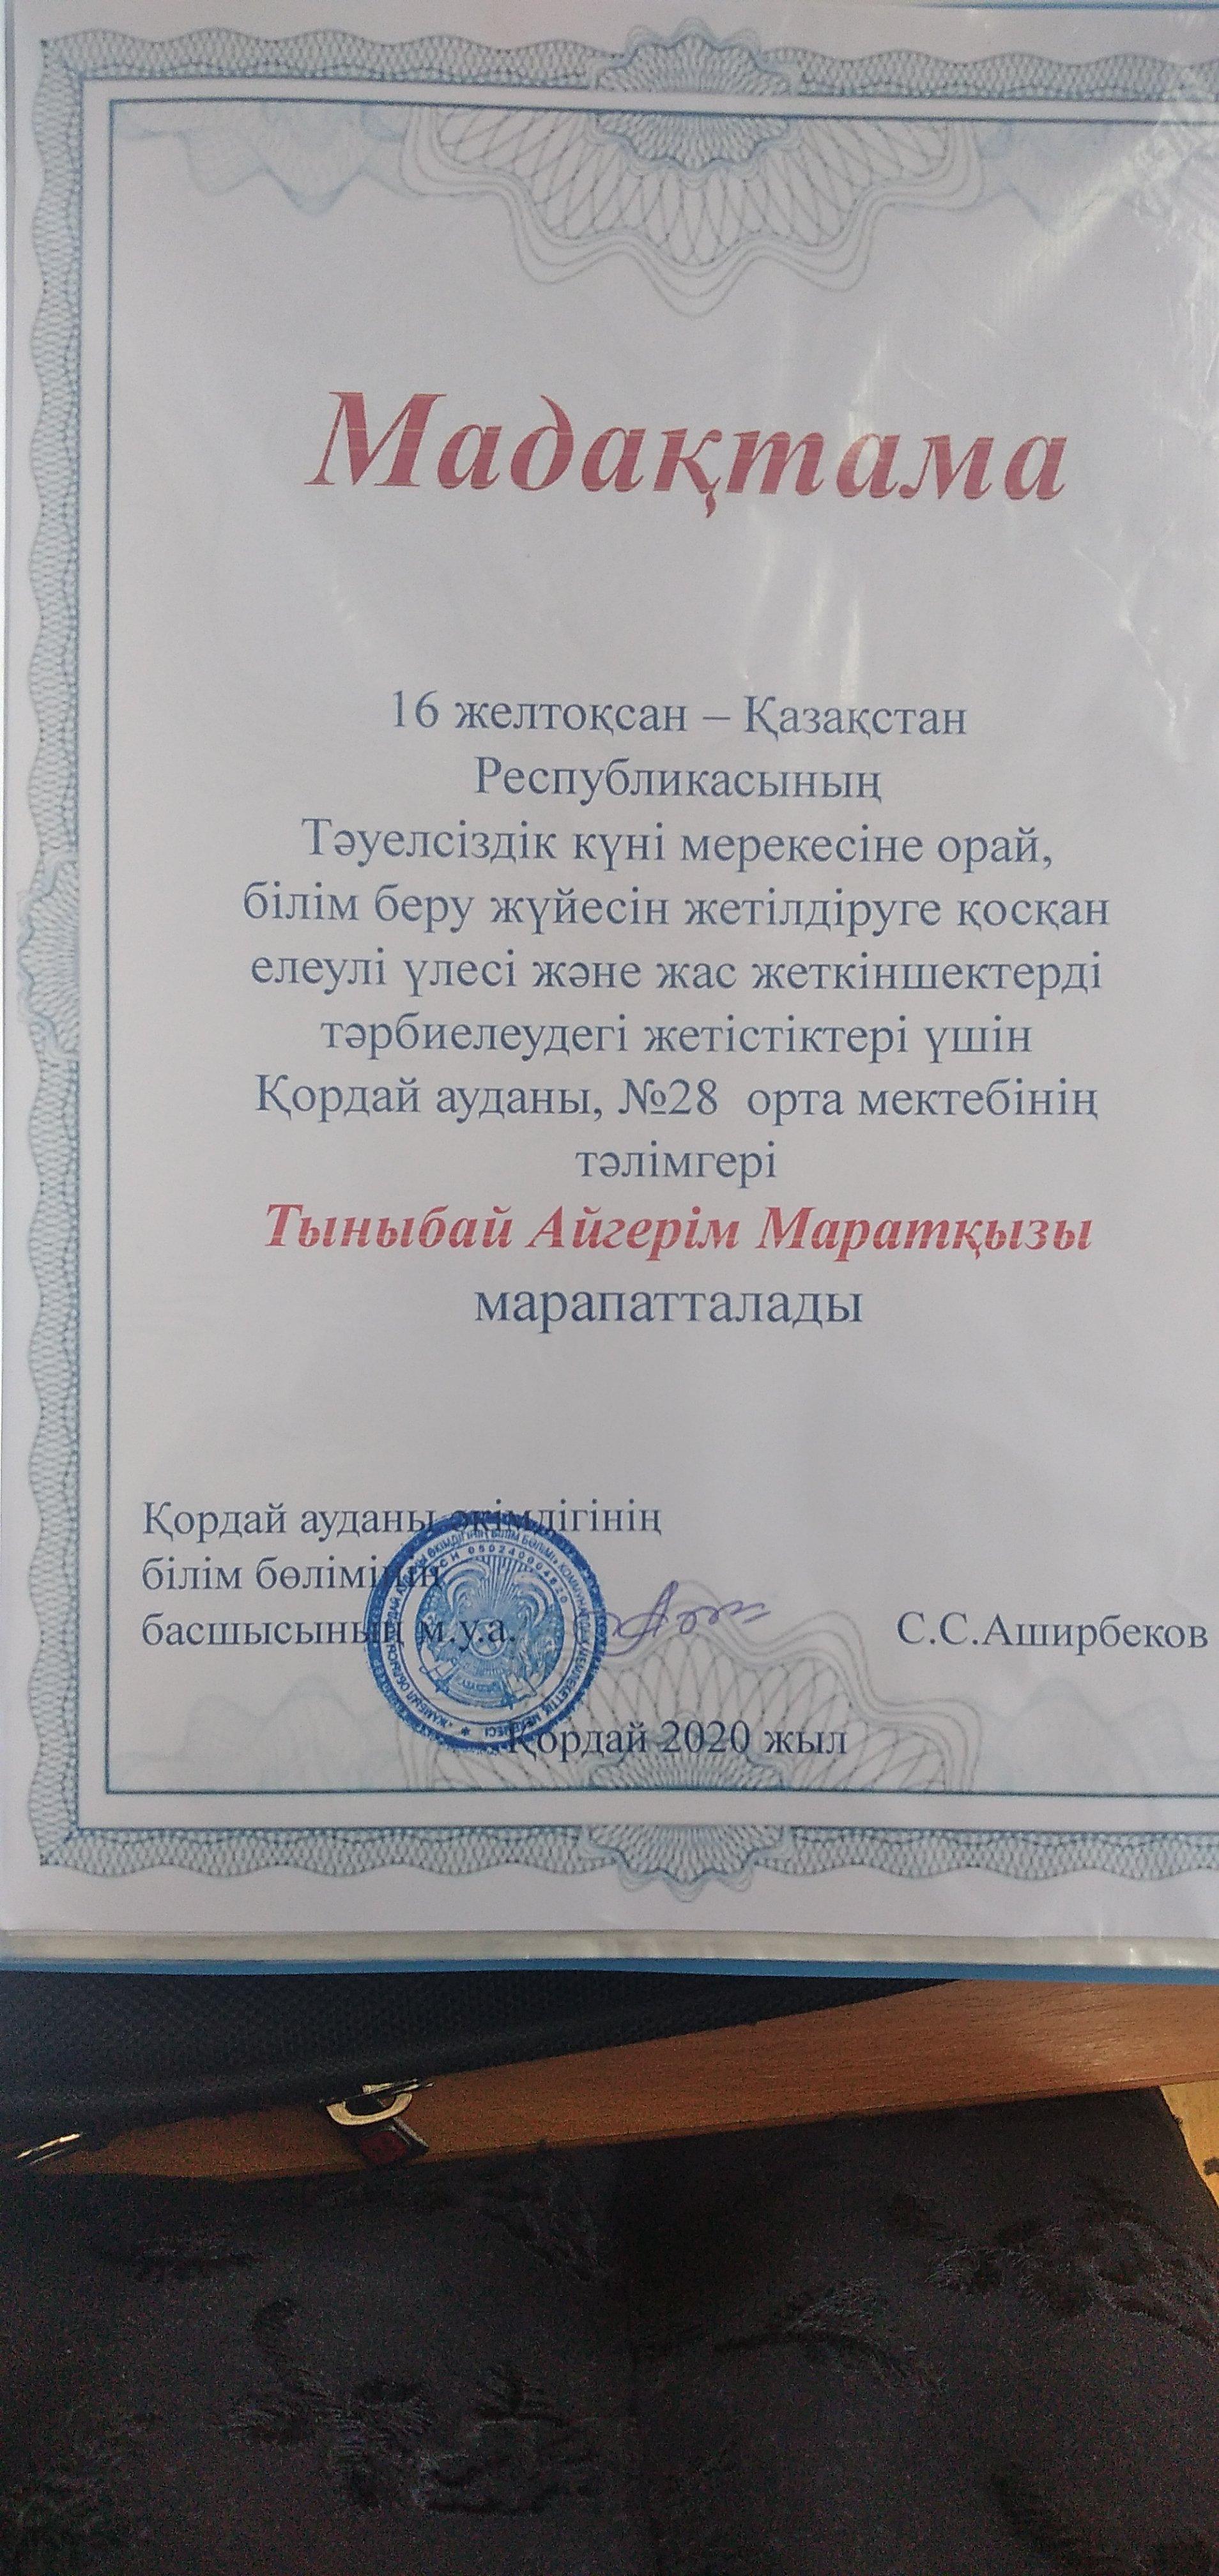 Мадақтама
16 желтоқсан – Қазақстан
Республикасының
Тәуелсіздік күні мерекесіне орай,
білім беру жүйесін жетілдіруге қосқан
елеулі үлесі және жас жеткіншектерді
тәрбиелеудегі жетістіктері үшін
Қордай ауданы, №28 орта мектебінің
тәлімгері
Тыныбай Айгерім Маратқызы
марапатталады
Қордай ауданы әкімдігінің
білім бөлімінің
басшысының м.у.а. С.С.Аширбеков
Қордай 2020 жыл